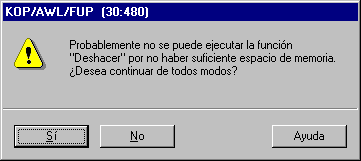 KOP/AWL/FUP (30:480)
Probablemente no se puede ejecutar la función
"Deshacer" por no haber suficiente espacio de memoria.
¿Desea continuar de todos modos?
Sí
No
Ayuda